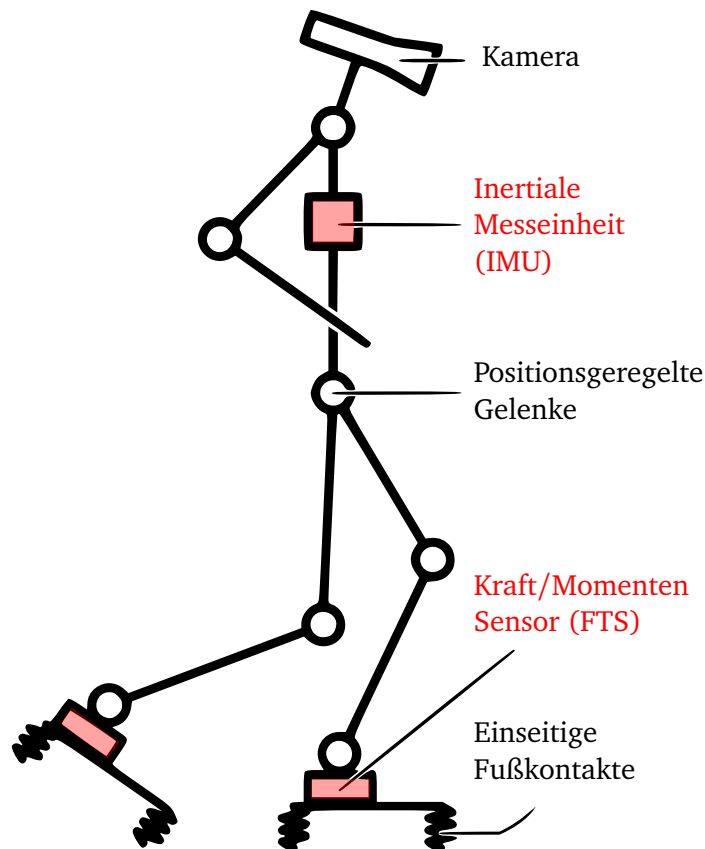 Kamera
Inertiale
Messeinheit
(IMU)
Positionsgeregelte
Gelenke
Kraft/Momenten
Sensor (FTS)
Einseitige
Fußkontakte